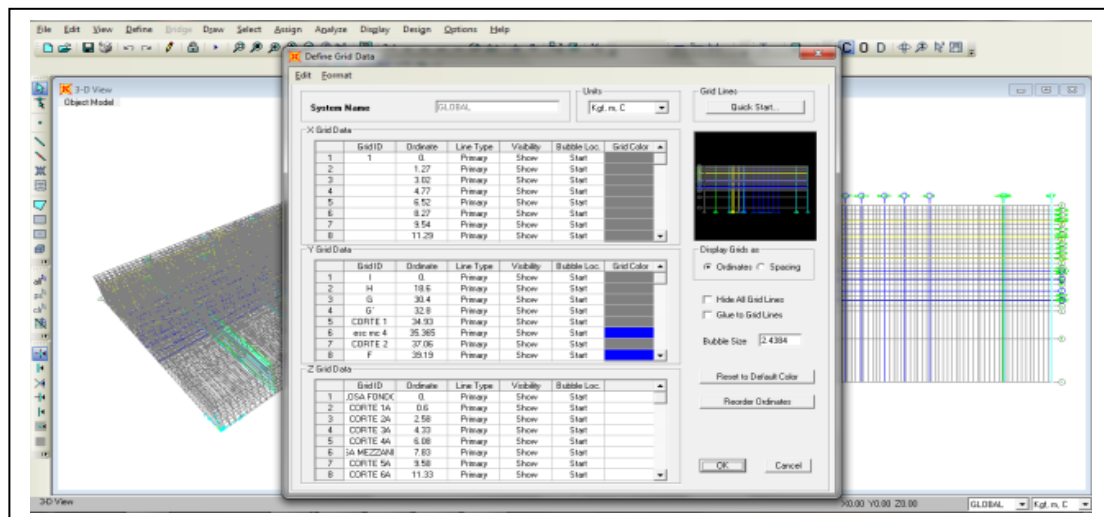 File Edit View Define Bridge Draw Select Assign Analyze Display Design Options Help
C O D
3-D View
Object Model
Define Grid Data
Edit Format
System Name GLOBAL
Units
Kgf, m, C
Grid Lines
Quick Start...
X Grid Data
Grid ID Ordinate Line Type Visibility Bubble Loc. Grid Color
1 1 0. Primary Show Start
2 1.27 Primary Show Start
3 3.02 Primary Show Start
4 4.77 Primary Show Start
5 6.52 Primary Show Start
6 8.27 Primary Show Start
7 9.54 Primary Show Start
8 11.29 Primary Show Start
Y Grid Data
Grid ID Ordinate Line Type Visibility Bubble Loc. Grid Color
1 I 0. Primary Show Start
2 H 18.6 Primary Show Start
3 G 30.4 Primary Show Start
4 G' 32.8 Primary Show Start
5 CORTE 1 34.93 Primary Show Start
6 esc mc 4 35.365 Primary Show Start
7 CORTE 2 37.06 Primary Show Start
8 F 39.19 Primary Show Start
Z Grid Data
Grid ID Ordinate Line Type Visibility Bubble Loc.
1 .OSA FONDO 0. Primary Show Start
2 CORTE 1A 0.6 Primary Show Start
3 CORTE 2A 2.58 Primary Show Start
4 CORTE 3A 4.33 Primary Show Start
5 CORTE 4A 6.08 Primary Show Start
6 SA MEZZANI 7.83 Primary Show Start
7 CORTE 5A 9.58 Primary Show Start
8 CORTE 6A 11.33 Primary Show Start
Display Grids as
Ordinates Spacing
Hide All Grid Lines
Glue to Grid Lines
Bubble Size 2.4384
Reset to Default Color
Reorder Ordinates
OK Cancel
3-D View
X0.00 Y0.00 Z0.00
GLOBAL Kgf, m, C